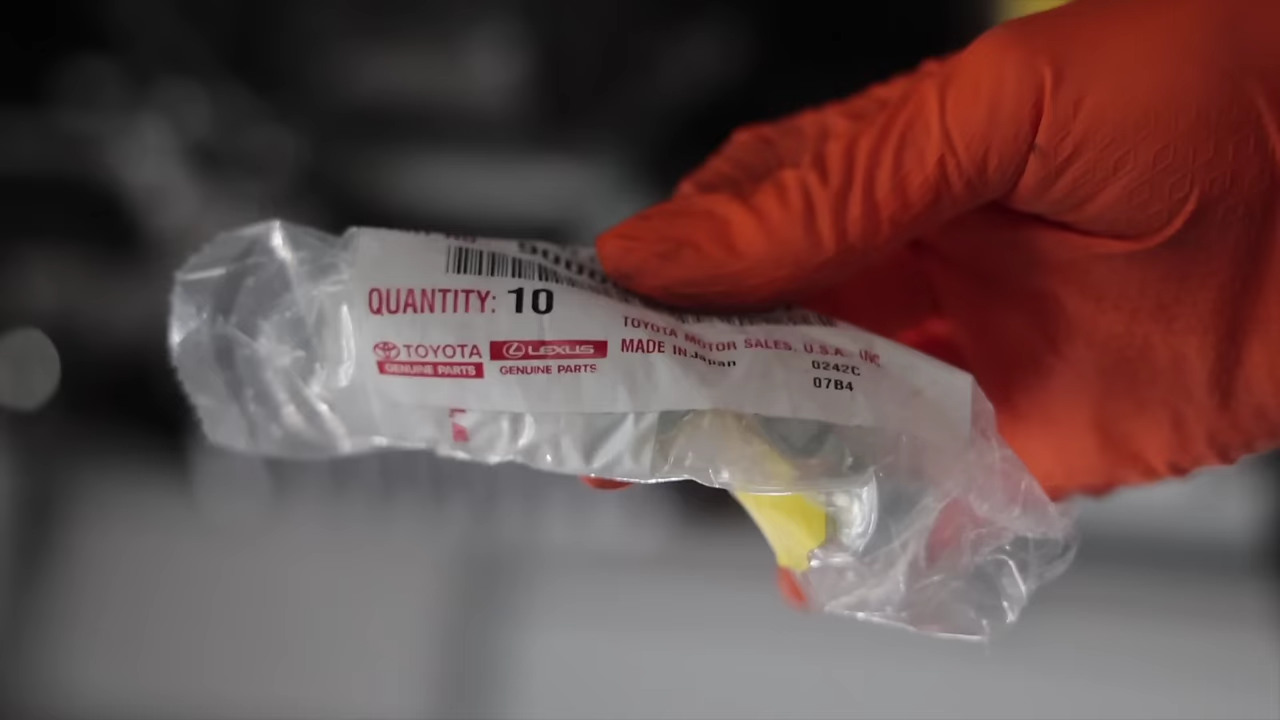 QUANTITY: 10
TOYOTA
GENUINE PARTS
LEXUS
GENUINE PARTS
TOYOTA MOTOR SALES, U.S.A., INC
MADE IN Japan
0242C
07B4